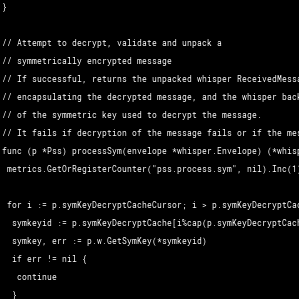 }
// Attempt to decrypt, validate and unpack a
// symmetrically encrypted message
// If successful, returns the unpacked whisper ReceivedMessa
// encapsulating the decrypted message, and the whisper back
// of the symmetric key used to decrypt the message.
// It fails if decryption of the message fails or if the mes
func (p *Pss) processSym(envelope *whisper.Envelope) (*whisp
metrics.GetOrRegisterCounter("pss.process.sym", nil).Inc(1)
for i := p.symKeyDecryptCacheCursor; i > p.symKeyDecryptCac
symkeyid := p.symKeyDecryptCache[i%cap(p.symKeyDecryptCach
symkey, err := p.w.GetSymKey(*symkeyid)
if err != nil {
continue
}